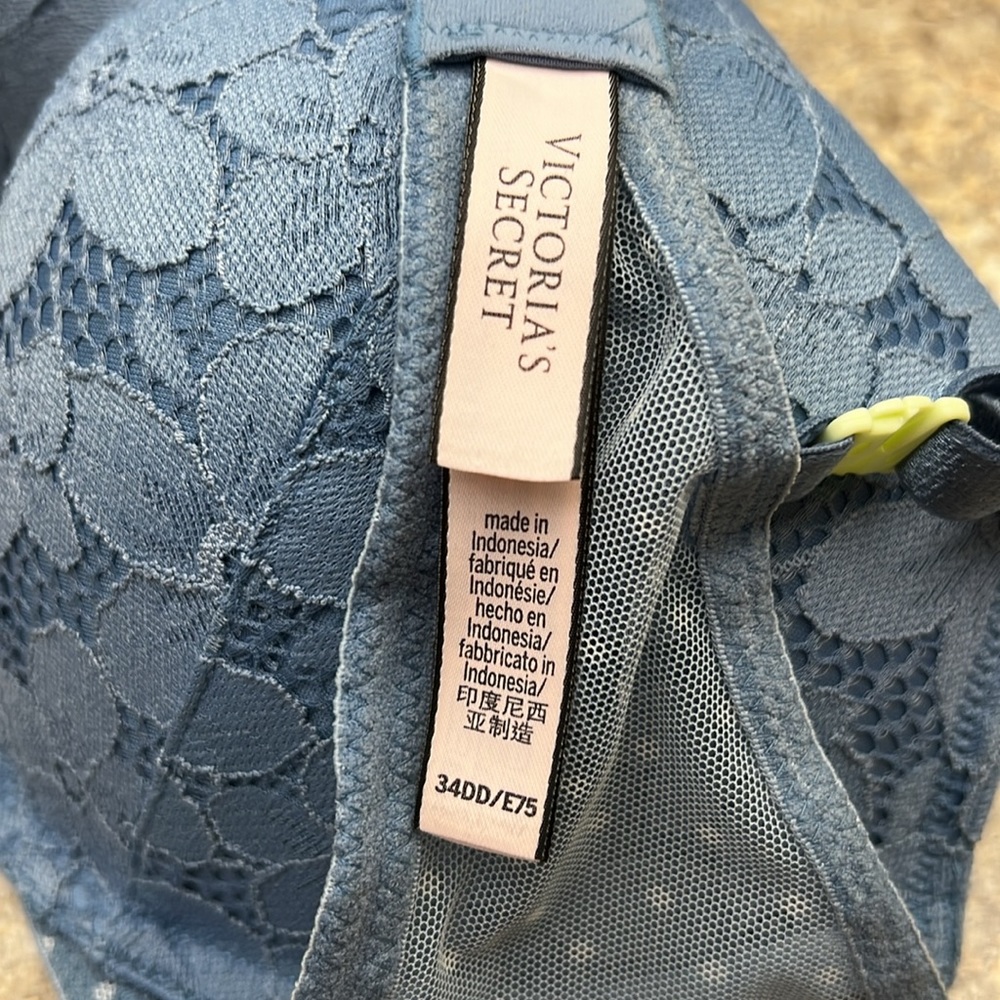 VICTORIA'S
SECRET
made in
Indonesia/
fabriqué en
Indonésie/
hecho en
Indonesia/
fabbricato in
Indonesia/
印度尼西
亚制造
34DD/E75